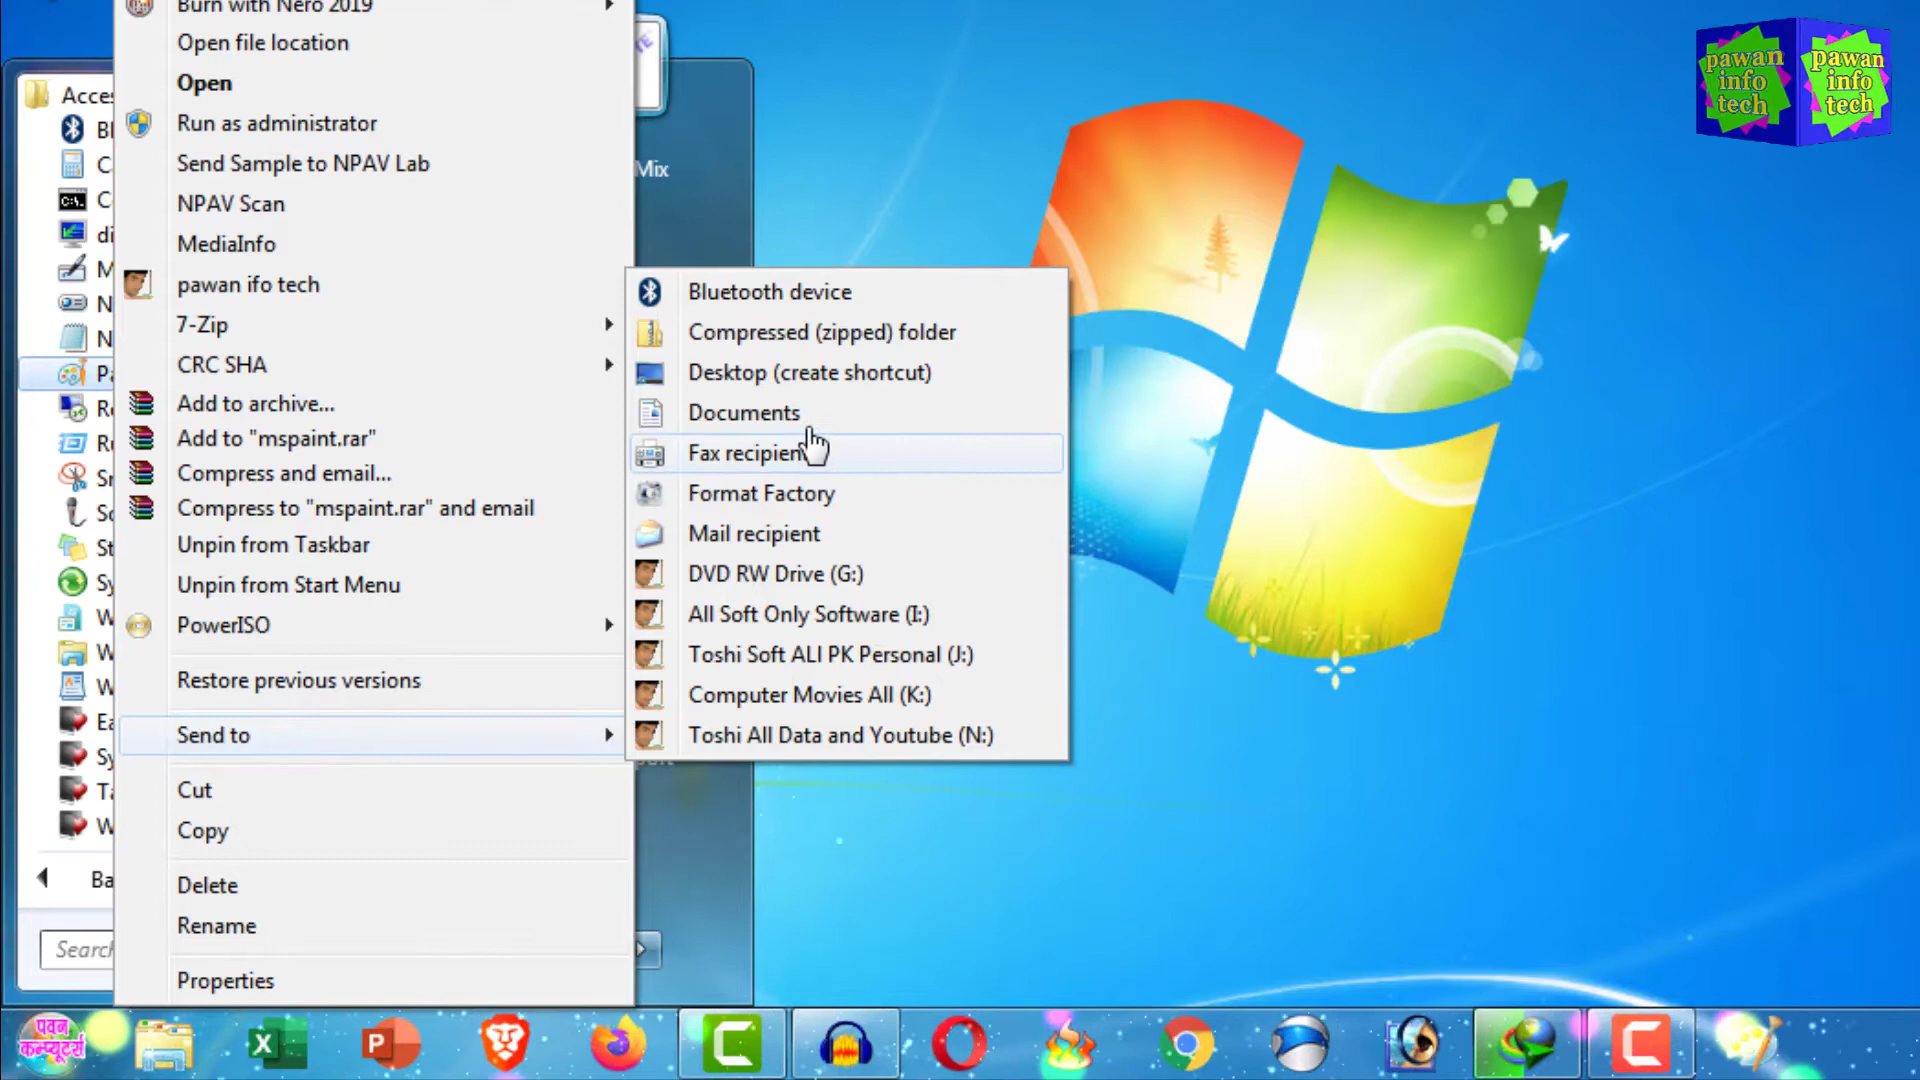 Burn with Nero 2019
Open file location
Open
Run as administrator
Send Sample to NPAV Lab
NPAV Scan
MediaInfo
pawan ifo tech
7-Zip
CRC SHA
Add to archive...
Add to "mspaint.rar"
Compress and email...
Compress to "mspaint.rar" and email
Unpin from Taskbar
Unpin from Start Menu
PowerISO
Restore previous versions
Send to
Cut
Copy
Delete
Rename
Properties
Bluetooth device
Compressed (zipped) folder
Desktop (create shortcut)
Documents
Fax recipien
Format Factory
Mail recipient
DVD RW Drive (G:)
All Soft Only Software (I:)
Toshi Soft ALI PK Personal (J:)
Computer Movies All (K:)
Toshi All Data and Youtube (N:)
Mix
Search
pawan
info
tech
pawan
info
tech
पवन
कम्प्यूटर्स